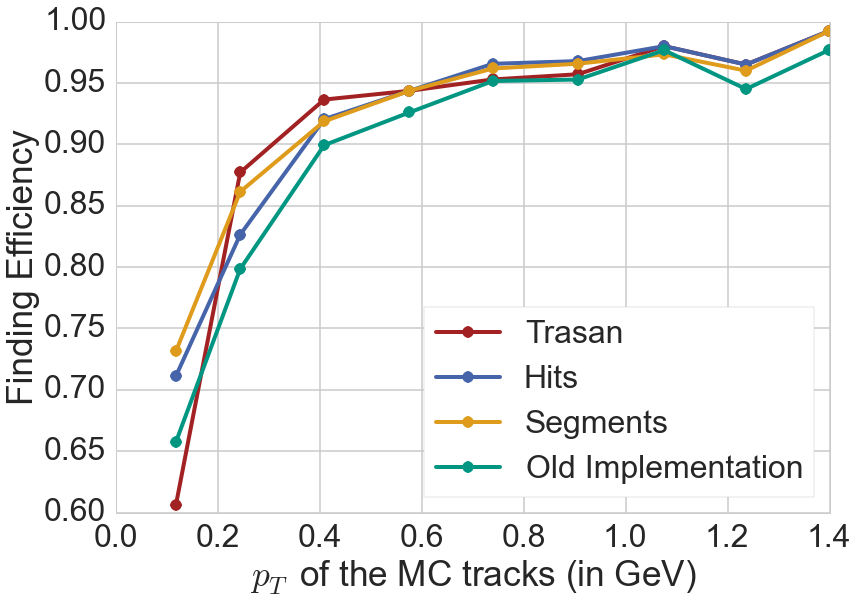 1.00
0.95
0.90
0.85
0.80
0.75
0.70
0.65
0.60
Finding Efficiency
Trasan
Hits
Segments
Old Implementation
0.0 0.2 0.4 0.6 0.8 1.0 1.2 1.4
p_T of the MC tracks (in GeV)